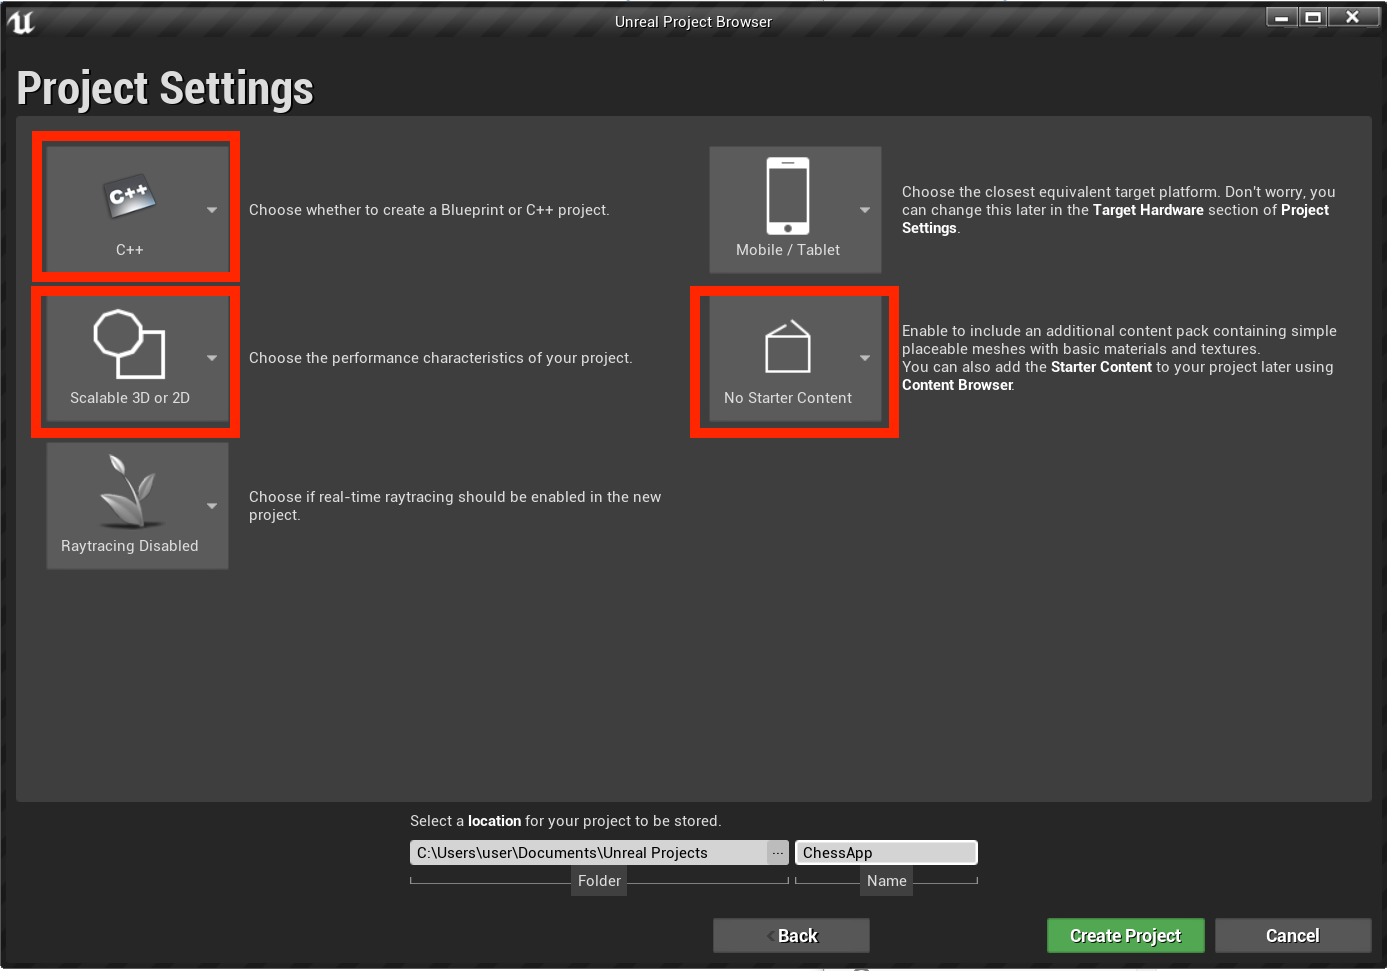 Unreal Project Browser
Project Settings
C++
C++
Choose whether to create a Blueprint or C++ project.
Mobile / Tablet
Choose the closest equivalent target platform. Don't worry, you
can change this later in the Target Hardware section of Project
Settings.
Scalable 3D or 2D
Choose the performance characteristics of your project.
No Starter Content
Enable to include an additional content pack containing simple
placeable meshes with basic materials and textures.
You can also add the Starter Content to your project later using
Content Browser.
Raytracing Disabled
Choose if real-time raytracing should be enabled in the new
project.
Select a location for your project to be stored.
C:\Users\user\Documents\Unreal Projects
...
ChessApp
Folder
Name
Back
Create Project
Cancel